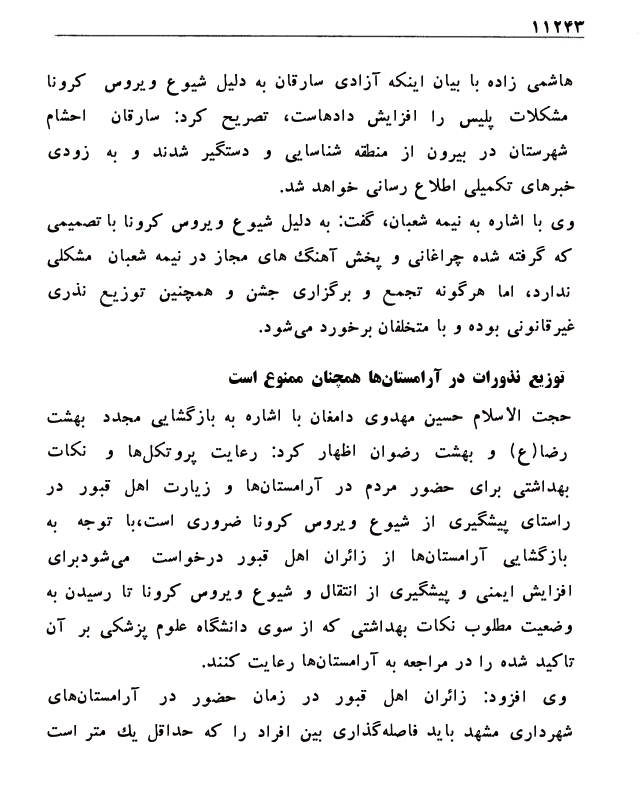 ۱۱۲۴۳
هاشمی زاده با بیان اینکه آزادی سارقان به دلیل شیوع ویروس کرونا
مشکلات پلیس را افزایش دادهاست، تصریح کرد: سارقان احشام
شهرستان در بیرون از منطقه شناسایی و دستگیر شدند و به زودی
خبرهای تکمیلی اطلاع رسانی خواهد شد.
وی با اشاره به نیمه شعبان، گفت: به دلیل شیوع ویروس کرونا با تصمیمی
که گرفته شده چراغانی و پخش آهنگ های مجاز در نیمه شعبان مشکلی
ندارد، اما هرگونه تجمع و برگزاری جشن و همچنین توزیع نذری
غیرقانونی بوده و با متخلفان برخورد می‌شود.
توزیع نذورات در آرامستان‌ها همچنان ممنوع است
حجت الاسلام حسین مهدوی دامغان با اشاره به بازگشایی مجدد بهشت
رضا(ع) و بهشت رضوان اظهار کرد: رعایت پروتکل‌ها و نکات
بهداشتی برای حضور مردم در آرامستان‌ها و زیارت اهل قبور در
راستای پیشگیری از شیوع ویروس کرونا ضروری است،با توجه به
بازگشایی آرامستان‌ها از زائران اهل قبور درخواست می‌شودبرای
افزایش ایمنی و پیشگیری از انتقال و شیوع ویروس کرونا تا رسیدن به
وضعیت مطلوب نکات بهداشتی که از سوی دانشگاه علوم پزشکی بر آن
تاکید شده را در مراجعه به آرامستان‌ها رعایت کنند.
وی افزود: زائران اهل قبور در زمان حضور در آرامستان‌های
شهرداری مشهد باید فاصله‌گذاری بین افراد را که حداقل یك متر است